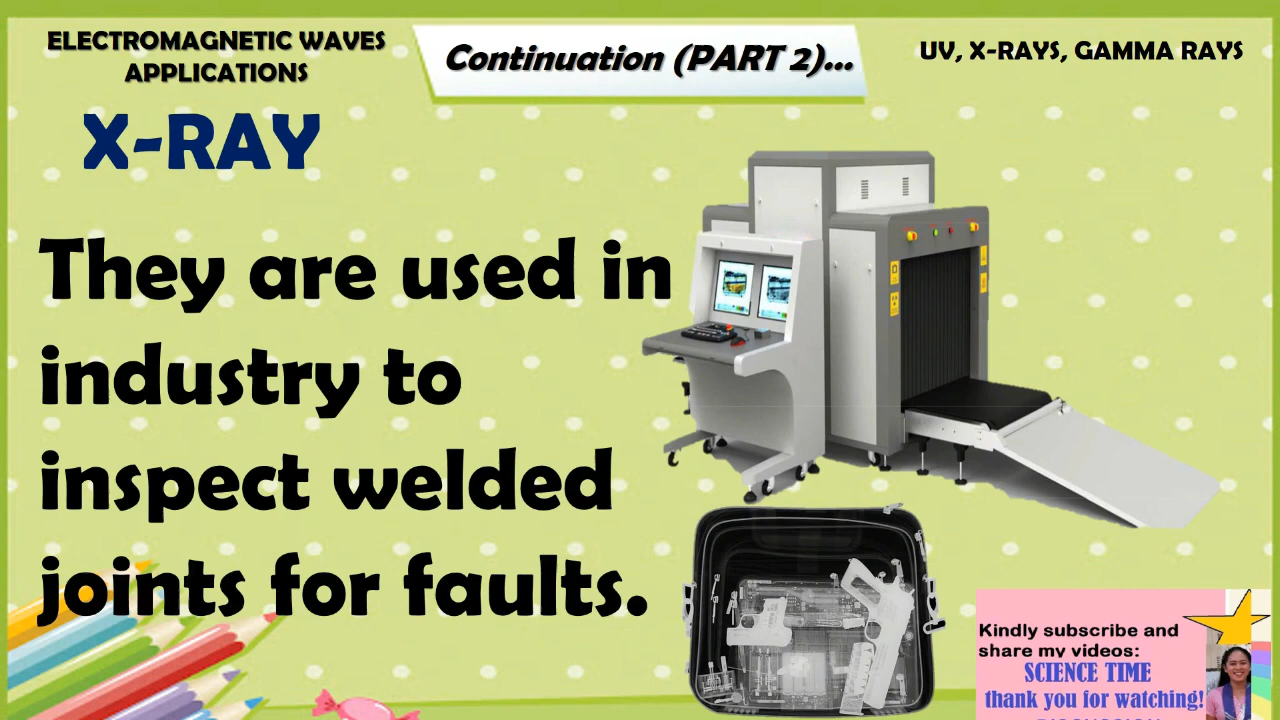 ELECTROMAGNETIC WAVES
APPLICATIONS
Continuation (PART 2)...
UV, X-RAYS, GAMMA RAYS
X-RAY
They are used in
industry to
inspect welded
joints for faults.
Kindly subscribe and
share my videos:
SCIENCE TIME
thank you for watching!